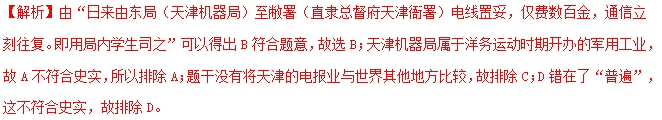 【解析】由“日来由东局（天津机器局）至敝署（直隶总督府天津衙署）电线置妥，仅费数百金，通信立
刻往复。即用局内学生司之”可以得出 B 符合题意，故选 B；天津机器局属于洋务运动时期开办的军用工业，
故 A 不符合史实，所以排除 A；题干没有将天津的电报业与世界其他地方比较，故排除 C；D 错在了“普遍”，
这不符合史实，故排除 D。